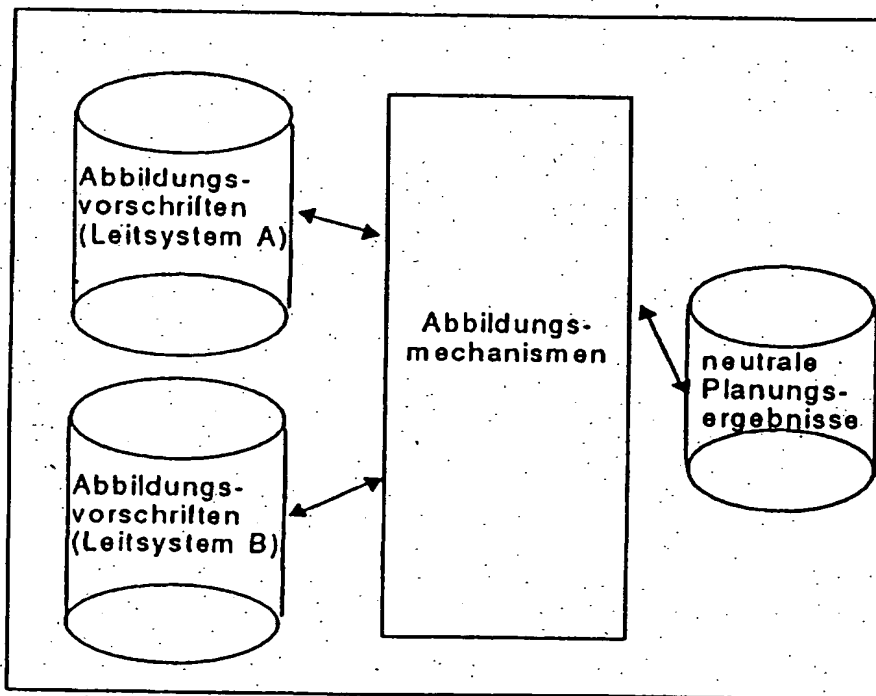 Abbildungs-
vorschriften
(Leitsystem A)
Abbildungs-
vorschriften
(Leitsystem B)
Abbildungs-
mechanismen
neutrale
Planungs-
ergebnisse